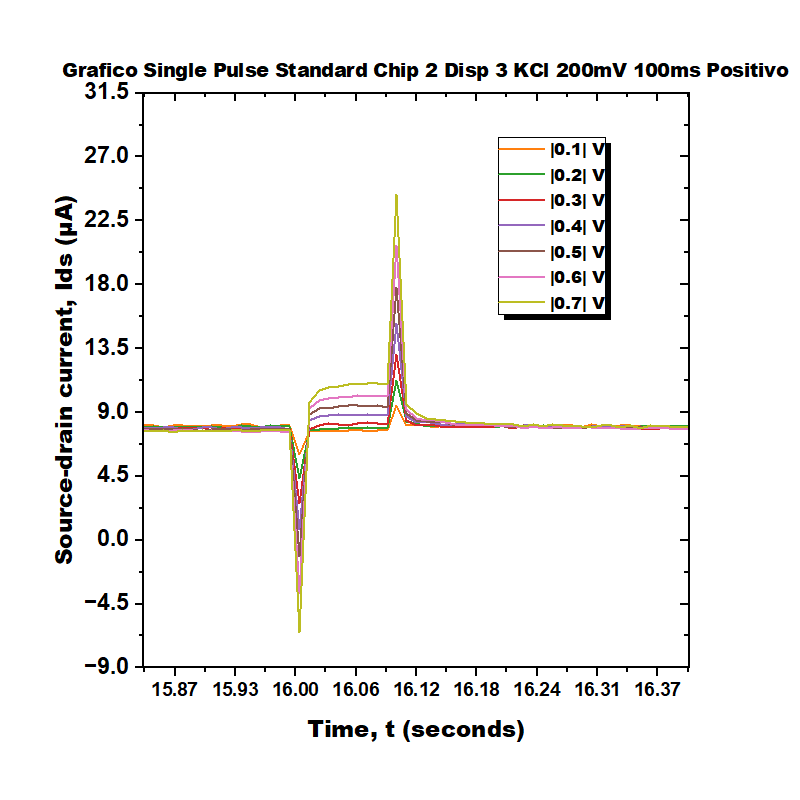 Grafico Single Pulse Standard Chip 2 Disp 3 KCl 200mV 100ms Positivo
31.5
27.0
22.5
18.0
13.5
9.0
4.5
0.0
−4.5
−9.0
Source-drain current, Ids (µA)
|0.1| V
|0.2| V
|0.3| V
|0.4| V
|0.5| V
|0.6| V
|0.7| V
15.87 15.93 16.00 16.06 16.12 16.18 16.24 16.31 16.37
Time, t (seconds)